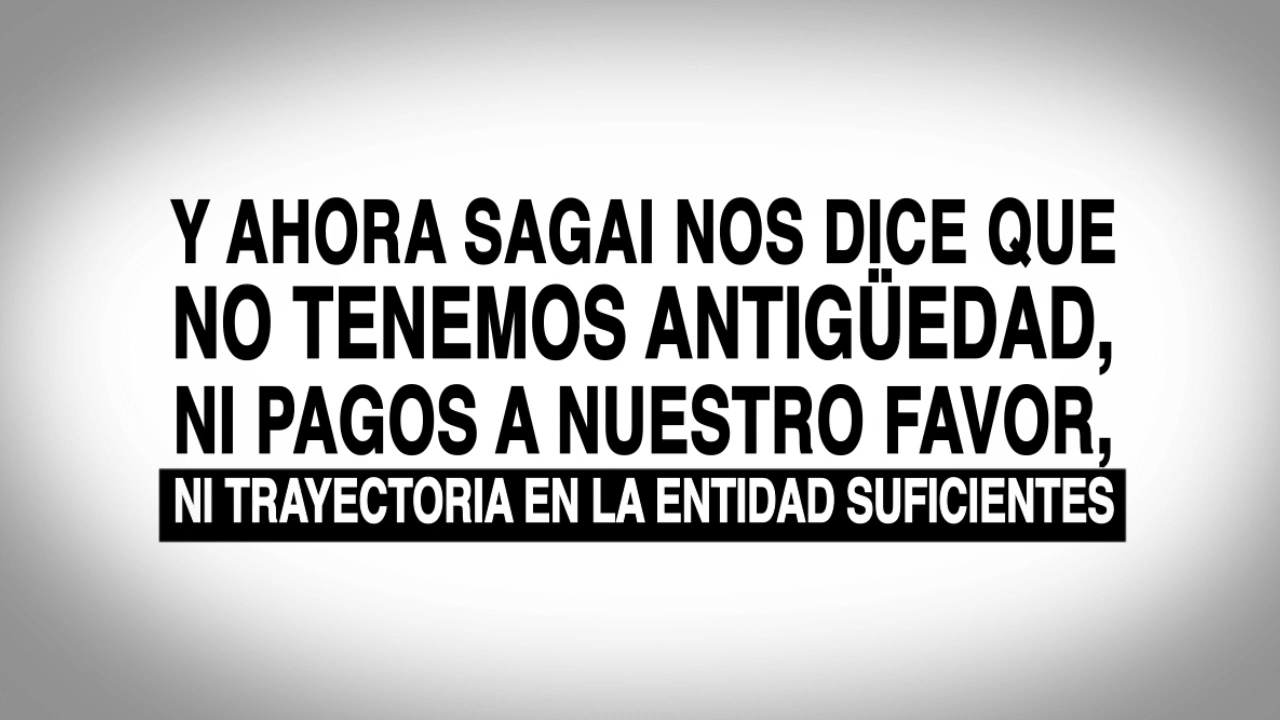 Y AHORA SAGAI NOS DICE QUE
NO TENEMOS ANTIGÜEDAD,
NI PAGOS A NUESTRO FAVOR,
NI TRAYECTORIA EN LA ENTIDAD SUFICIENTES